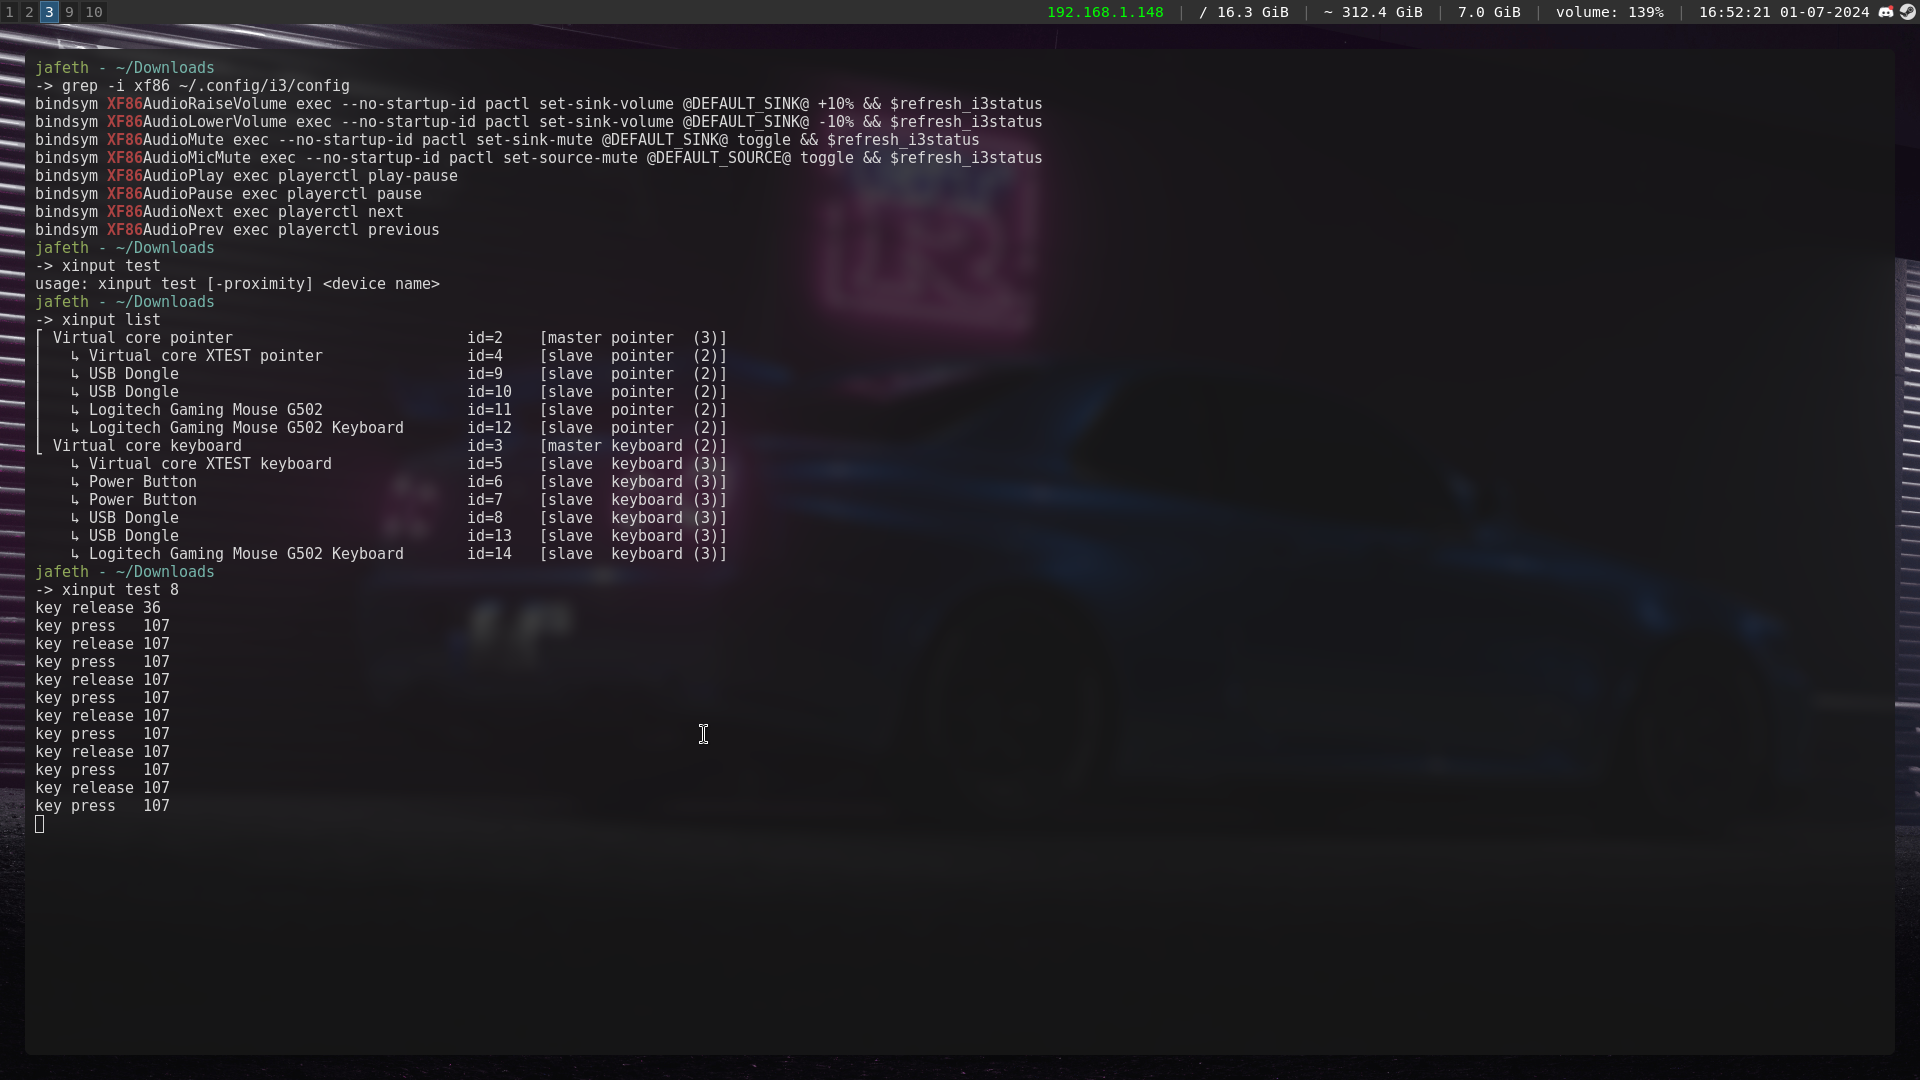 1 2 3 9 10 192.168.1.148 | / 16.3 GiB | ~ 312.4 GiB | 7.0 GiB | volume: 139% | 16:52:21 01-07-2024
jafeth - ~/Downloads
-> grep -i xf86 ~/.config/i3/config
bindsym XF86AudioRaiseVolume exec --no-startup-id pactl set-sink-volume @DEFAULT_SINK@ +10% && $refresh_i3status
bindsym XF86AudioLowerVolume exec --no-startup-id pactl set-sink-volume @DEFAULT_SINK@ -10% && $refresh_i3status
bindsym XF86AudioMute exec --no-startup-id pactl set-sink-mute @DEFAULT_SINK@ toggle && $refresh_i3status
bindsym XF86AudioMicMute exec --no-startup-id pactl set-source-mute @DEFAULT_SOURCE@ toggle && $refresh_i3status
bindsym XF86AudioPlay exec playerctl play-pause
bindsym XF86AudioPause exec playerctl pause
bindsym XF86AudioNext exec playerctl next
bindsym XF86AudioPrev exec playerctl previous
jafeth - ~/Downloads
-> xinput test
usage: xinput test [-proximity] <device name>
jafeth - ~/Downloads
-> xinput list
⎡ Virtual core pointer id=2 [master pointer (3)]
⎜ ↳ Virtual core XTEST pointer id=4 [slave pointer (2)]
⎜ ↳ USB Dongle id=9 [slave pointer (2)]
⎜ ↳ USB Dongle id=10 [slave pointer (2)]
⎜ ↳ Logitech Gaming Mouse G502 id=11 [slave pointer (2)]
⎜ ↳ Logitech Gaming Mouse G502 Keyboard id=12 [slave pointer (2)]
⎣ Virtual core keyboard id=3 [master keyboard (2)]
↳ Virtual core XTEST keyboard id=5 [slave keyboard (3)]
↳ Power Button id=6 [slave keyboard (3)]
↳ Power Button id=7 [slave keyboard (3)]
↳ USB Dongle id=8 [slave keyboard (3)]
↳ USB Dongle id=13 [slave keyboard (3)]
↳ Logitech Gaming Mouse G502 Keyboard id=14 [slave keyboard (3)]
jafeth - ~/Downloads
-> xinput test 8
key release 36
key press 107
key release 107
key press 107
key release 107
key press 107
key release 107
key press 107
key release 107
key press 107
key release 107
key press 107